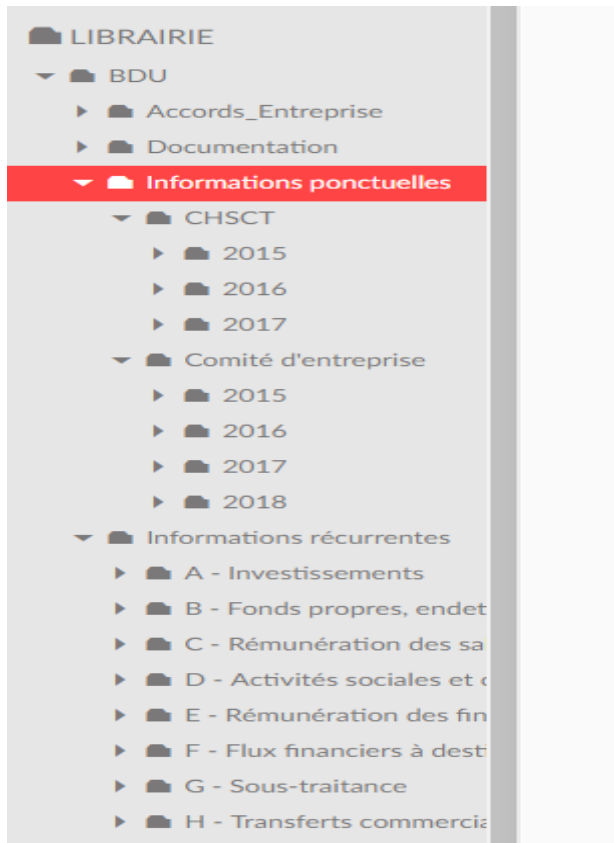 LIBRAIRIE
BDU
Accords_Entreprise
Documentation
Informations ponctuelles
CHSCT
2015
2016
2017
Comité d'entreprise
2015
2016
2017
2018
Informations récurrentes
A - Investissements
B - Fonds propres, endet
C - Rémunération des sa
D - Activités sociales et
E - Rémunération des fin
F - Flux financiers à dest
G - Sous-traitance
H - Transferts commercia